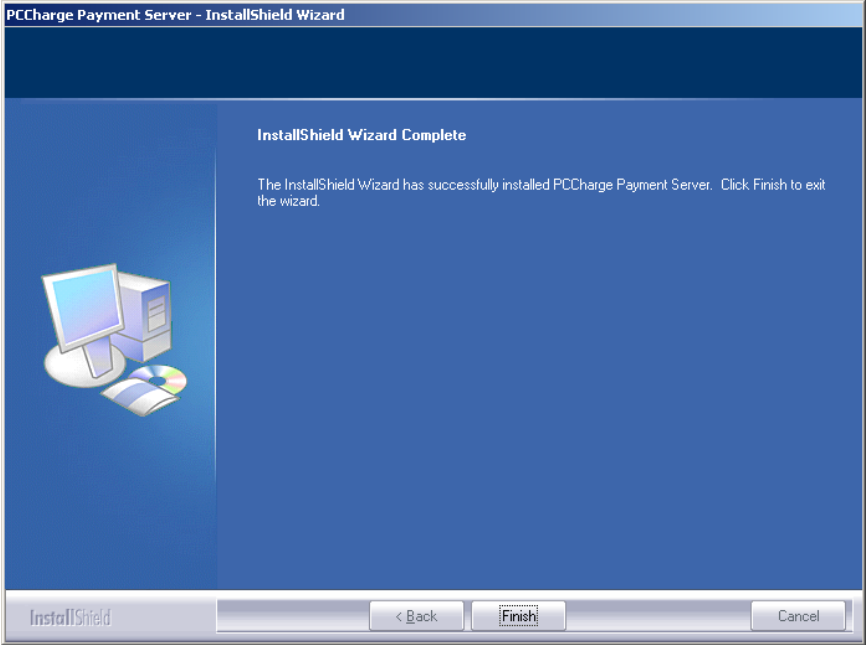 PCCharge Payment Server - InstallShield Wizard
InstallShield Wizard Complete
The InstallShield Wizard has successfully installed PCCharge Payment Server.  Click Finish to exit
the wizard.
InstallShield
< Back
Finish
Cancel